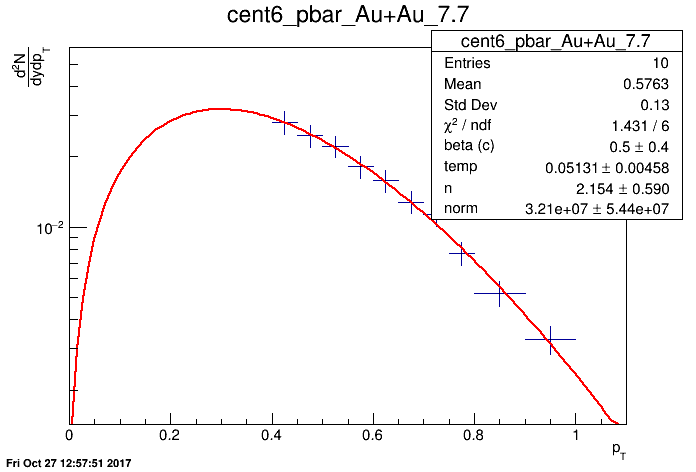 cent6_pbar_Au+Au_7.7
cent6_pbar_Au+Au_7.7
Entries 10
Mean 0.5763
Std Dev 0.13
χ² / ndf 1.431 / 6
beta (c) 0.5 ± 0.4
temp 0.05131 ± 0.00458
n 2.154 ± 0.590
norm 3.21e+07 ± 5.44e+07
d²N
dydp_T
10⁻²
0 0.2 0.4 0.6 0.8 1
p_T
Fri Oct 27 12:57:51 2017